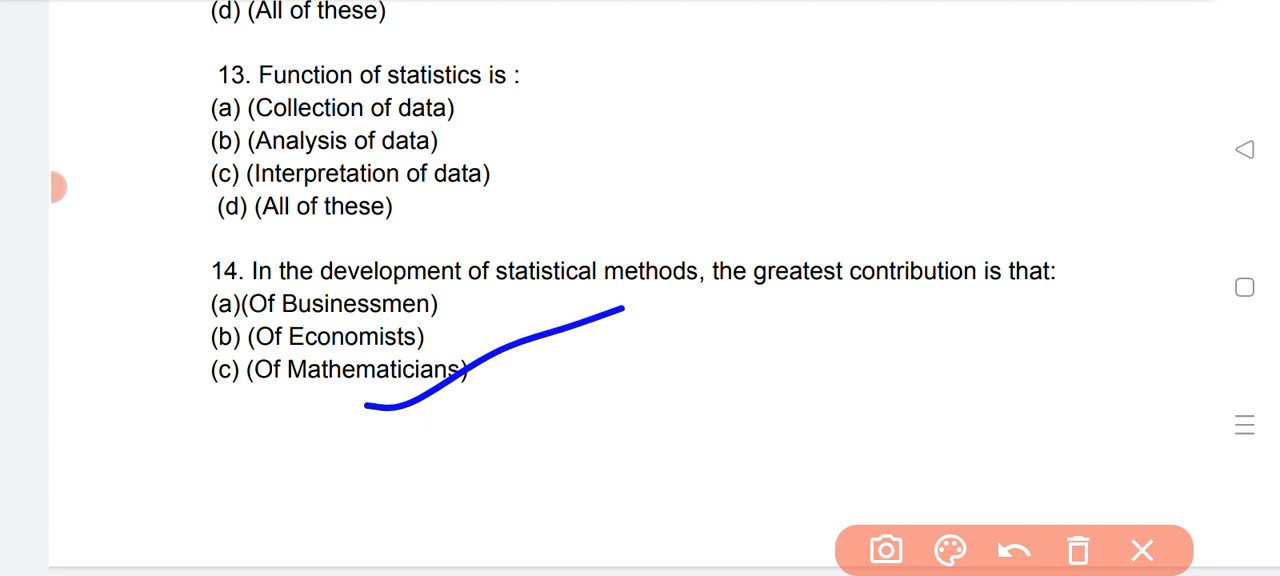 (d) (All of these)
13. Function of statistics is :
(a) (Collection of data)
(b) (Analysis of data)
(c) (Interpretation of data)
(d) (All of these)
14. In the development of statistical methods, the greatest contribution is that:
(a)(Of Businessmen)
(b) (Of Economists)
(c) (Of Mathematicians)